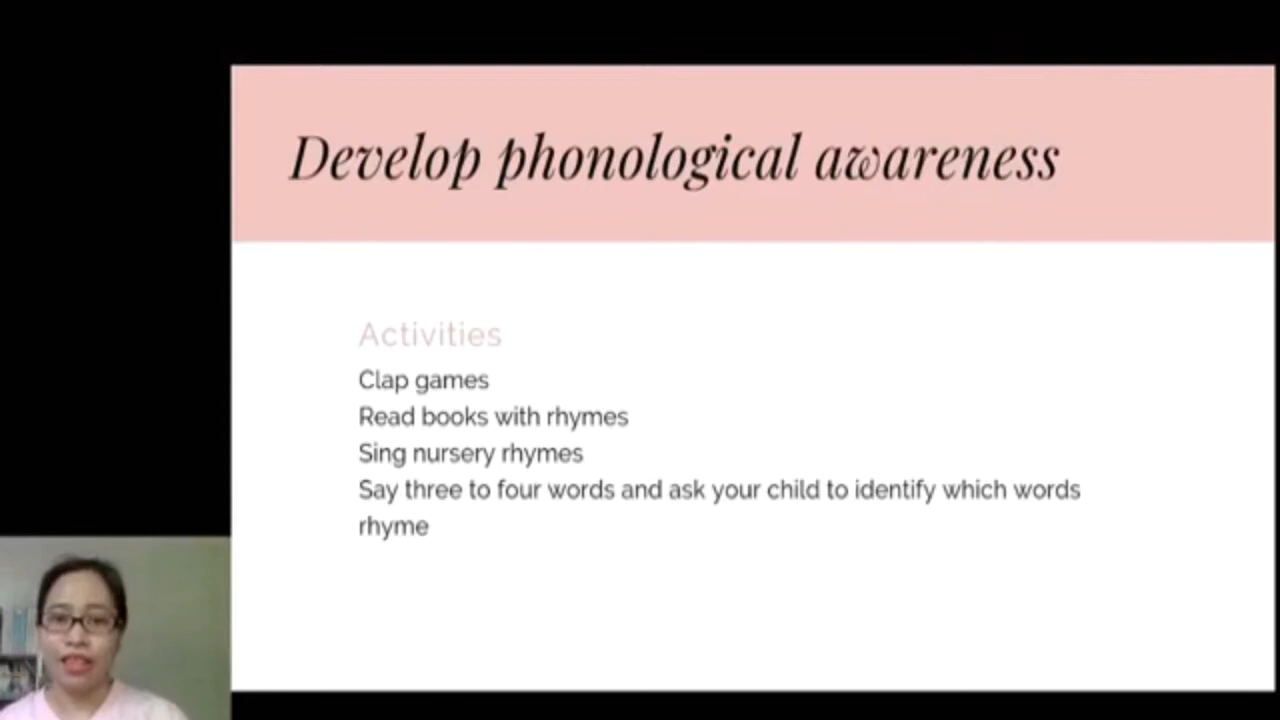 Develop phonological awareness
Activities
Clap games
Read books with rhymes
Sing nursery rhymes
Say three to four words and ask your child to identify which words
rhyme